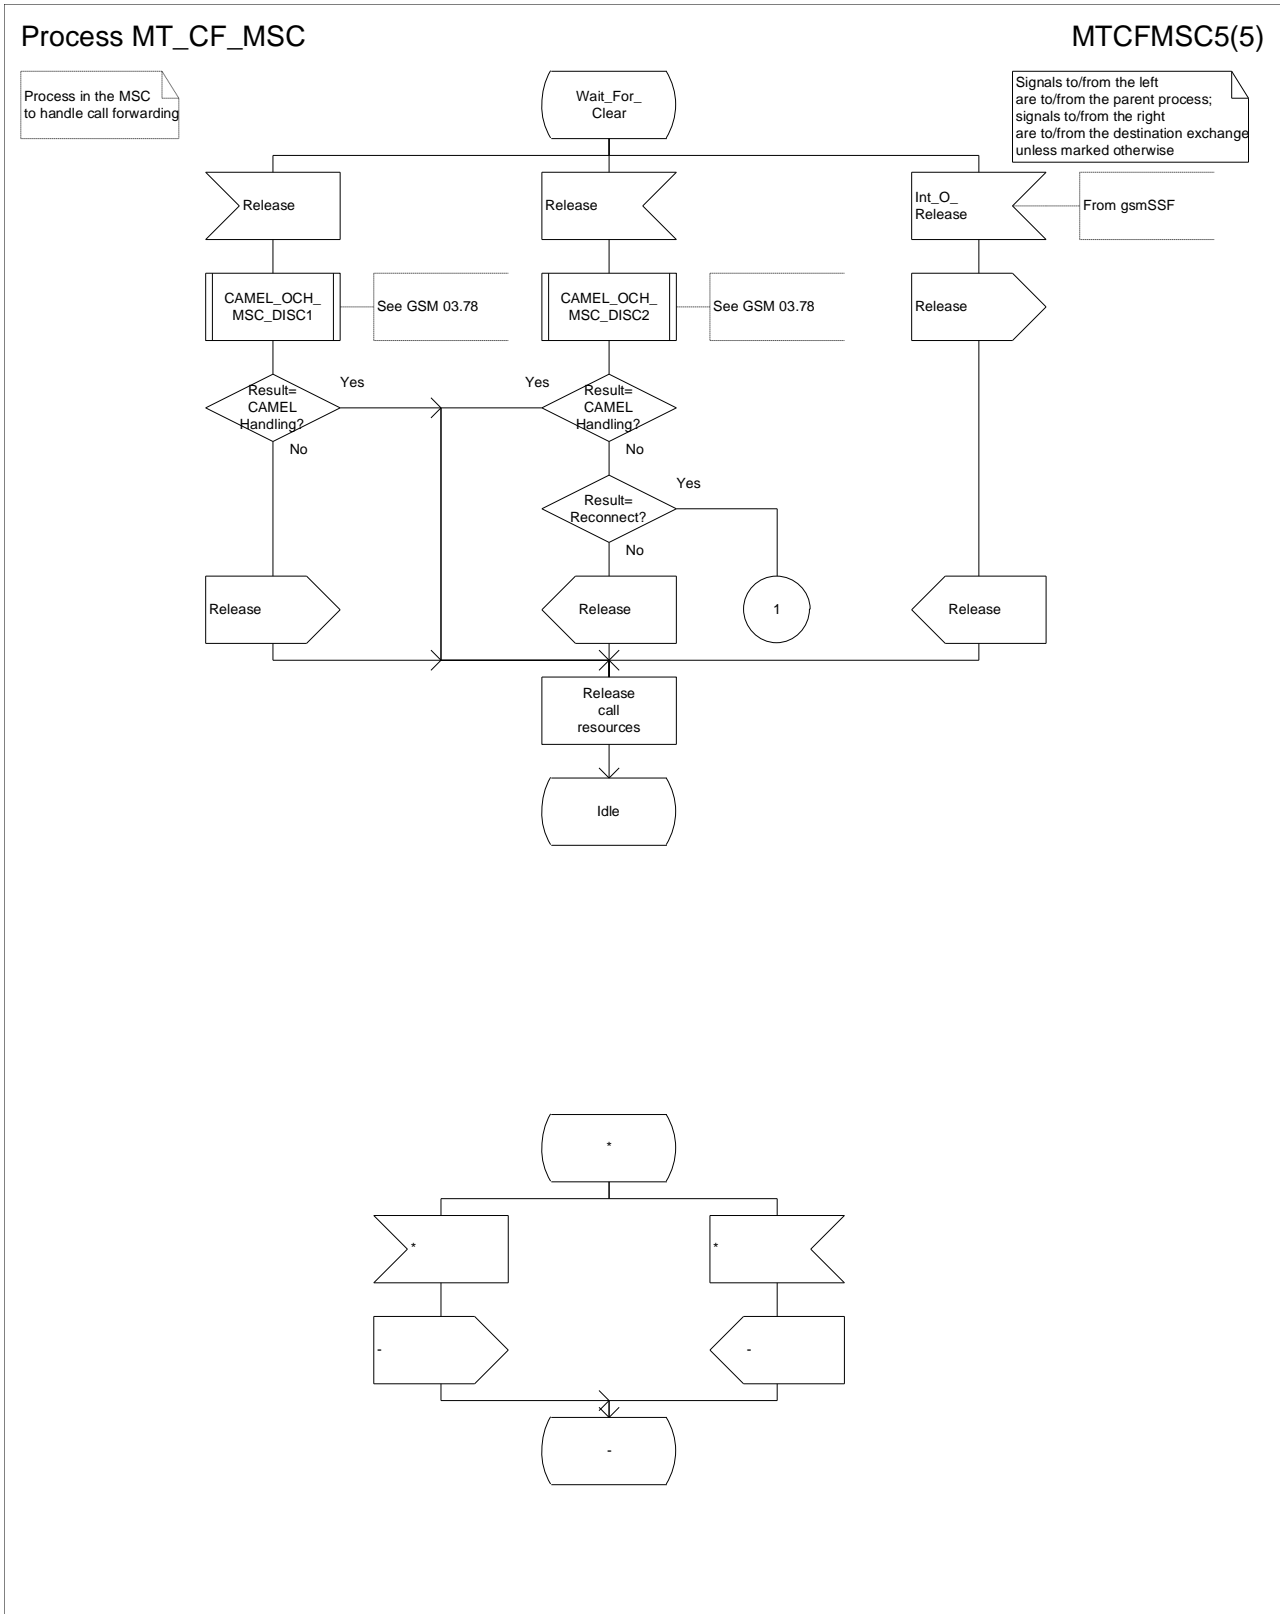 Process MT_CF_MSC
MTCFMSC5(5)
Process in the MSC
to handle call forwarding
Wait_For_
Clear
Signals to/from the left
are to/from the parent process;
signals to/from the right
are to/from the destination exchange
unless marked otherwise
Release
Release
Int_O_
Release
From gsmSSF
CAMEL_OCH_
MSC_DISC1
See GSM 03.78
CAMEL_OCH_
MSC_DISC2
See GSM 03.78
Release
Result=
CAMEL
Handling?
Yes
No
Yes
Result=
CAMEL
Handling?
No
Result=
Reconnect?
Yes
No
Release
Release
1
Release
Release
call
resources
Idle
*
*
*
-
-
-